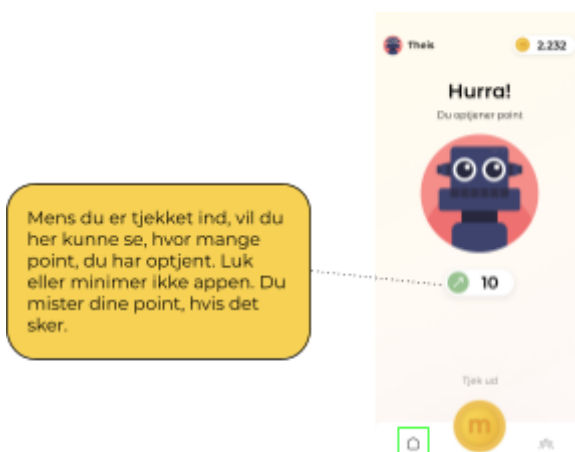 Theis
2.232
Hurra!
Du optjener point
Mens du er tjekket ind, vil du
her kunne se, hvor mange
point, du har optjent. Luk
eller minimer ikke appen. Du
mister dine point, hvis det
sker.
10
Tjek ud
m